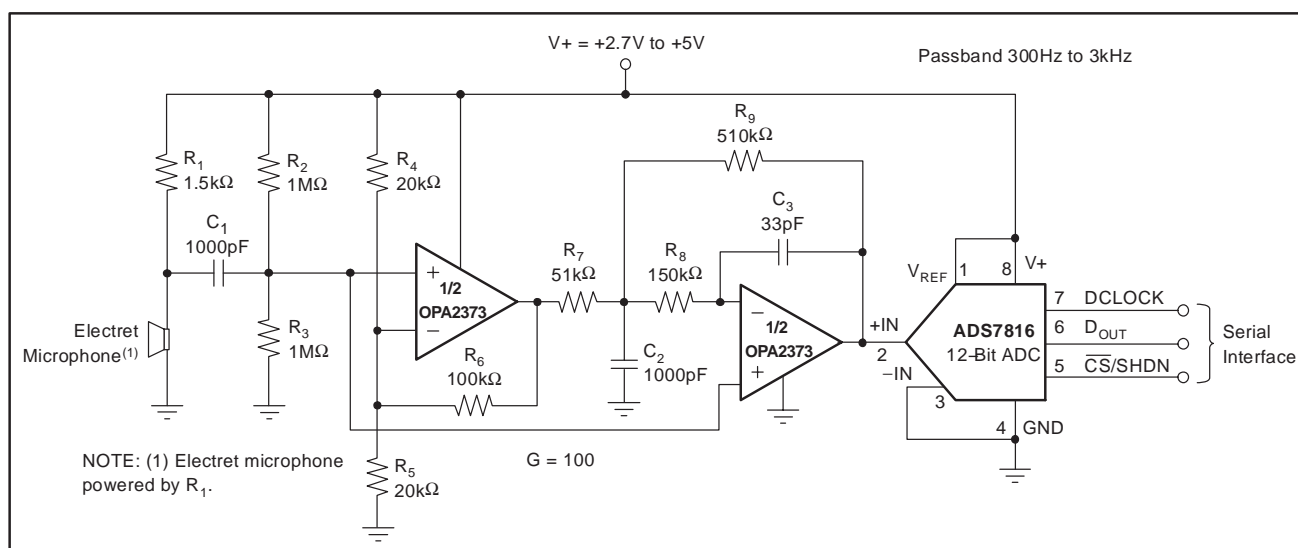 V+ = +2.7V to +5V
Passband 300Hz to 3kHz
R9
510kΩ
R1
1.5kΩ
R2
1MΩ
R4
20kΩ
C3
33pF
C1
1000pF
R7
51kΩ
R8
150kΩ
VREF
1
8
V+
+
1/2
OPA2373
−
7
DCLOCK
Electret
Microphone(1)
R3
1MΩ
−
1/2
OPA2373
+
+IN
2
−IN
ADS7816
12-Bit ADC
6
DOUT
Serial
Interface
R6
100kΩ
C2
1000pF
5
CS/SHDN
3
4
GND
NOTE: (1) Electret microphone
powered by R1.
R5
20kΩ
G = 100